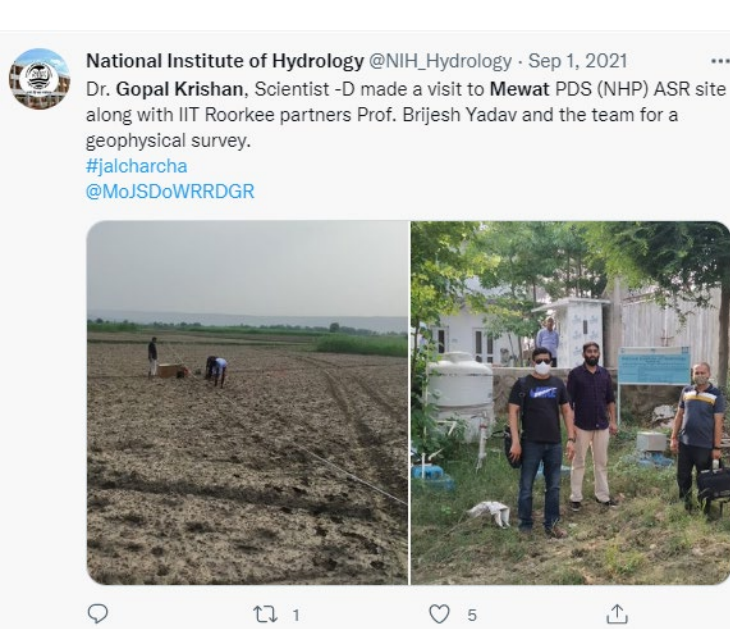 National Institute of Hydrology @NIH_Hydrology · Sep 1, 2021
Dr. Gopal Krishan, Scientist -D made a visit to Mewat PDS (NHP) ASR site
along with IIT Roorkee partners Prof. Brijesh Yadav and the team for a
geophysical survey.
#jalcharcha
@MoJSDoWRRDGR
1
5